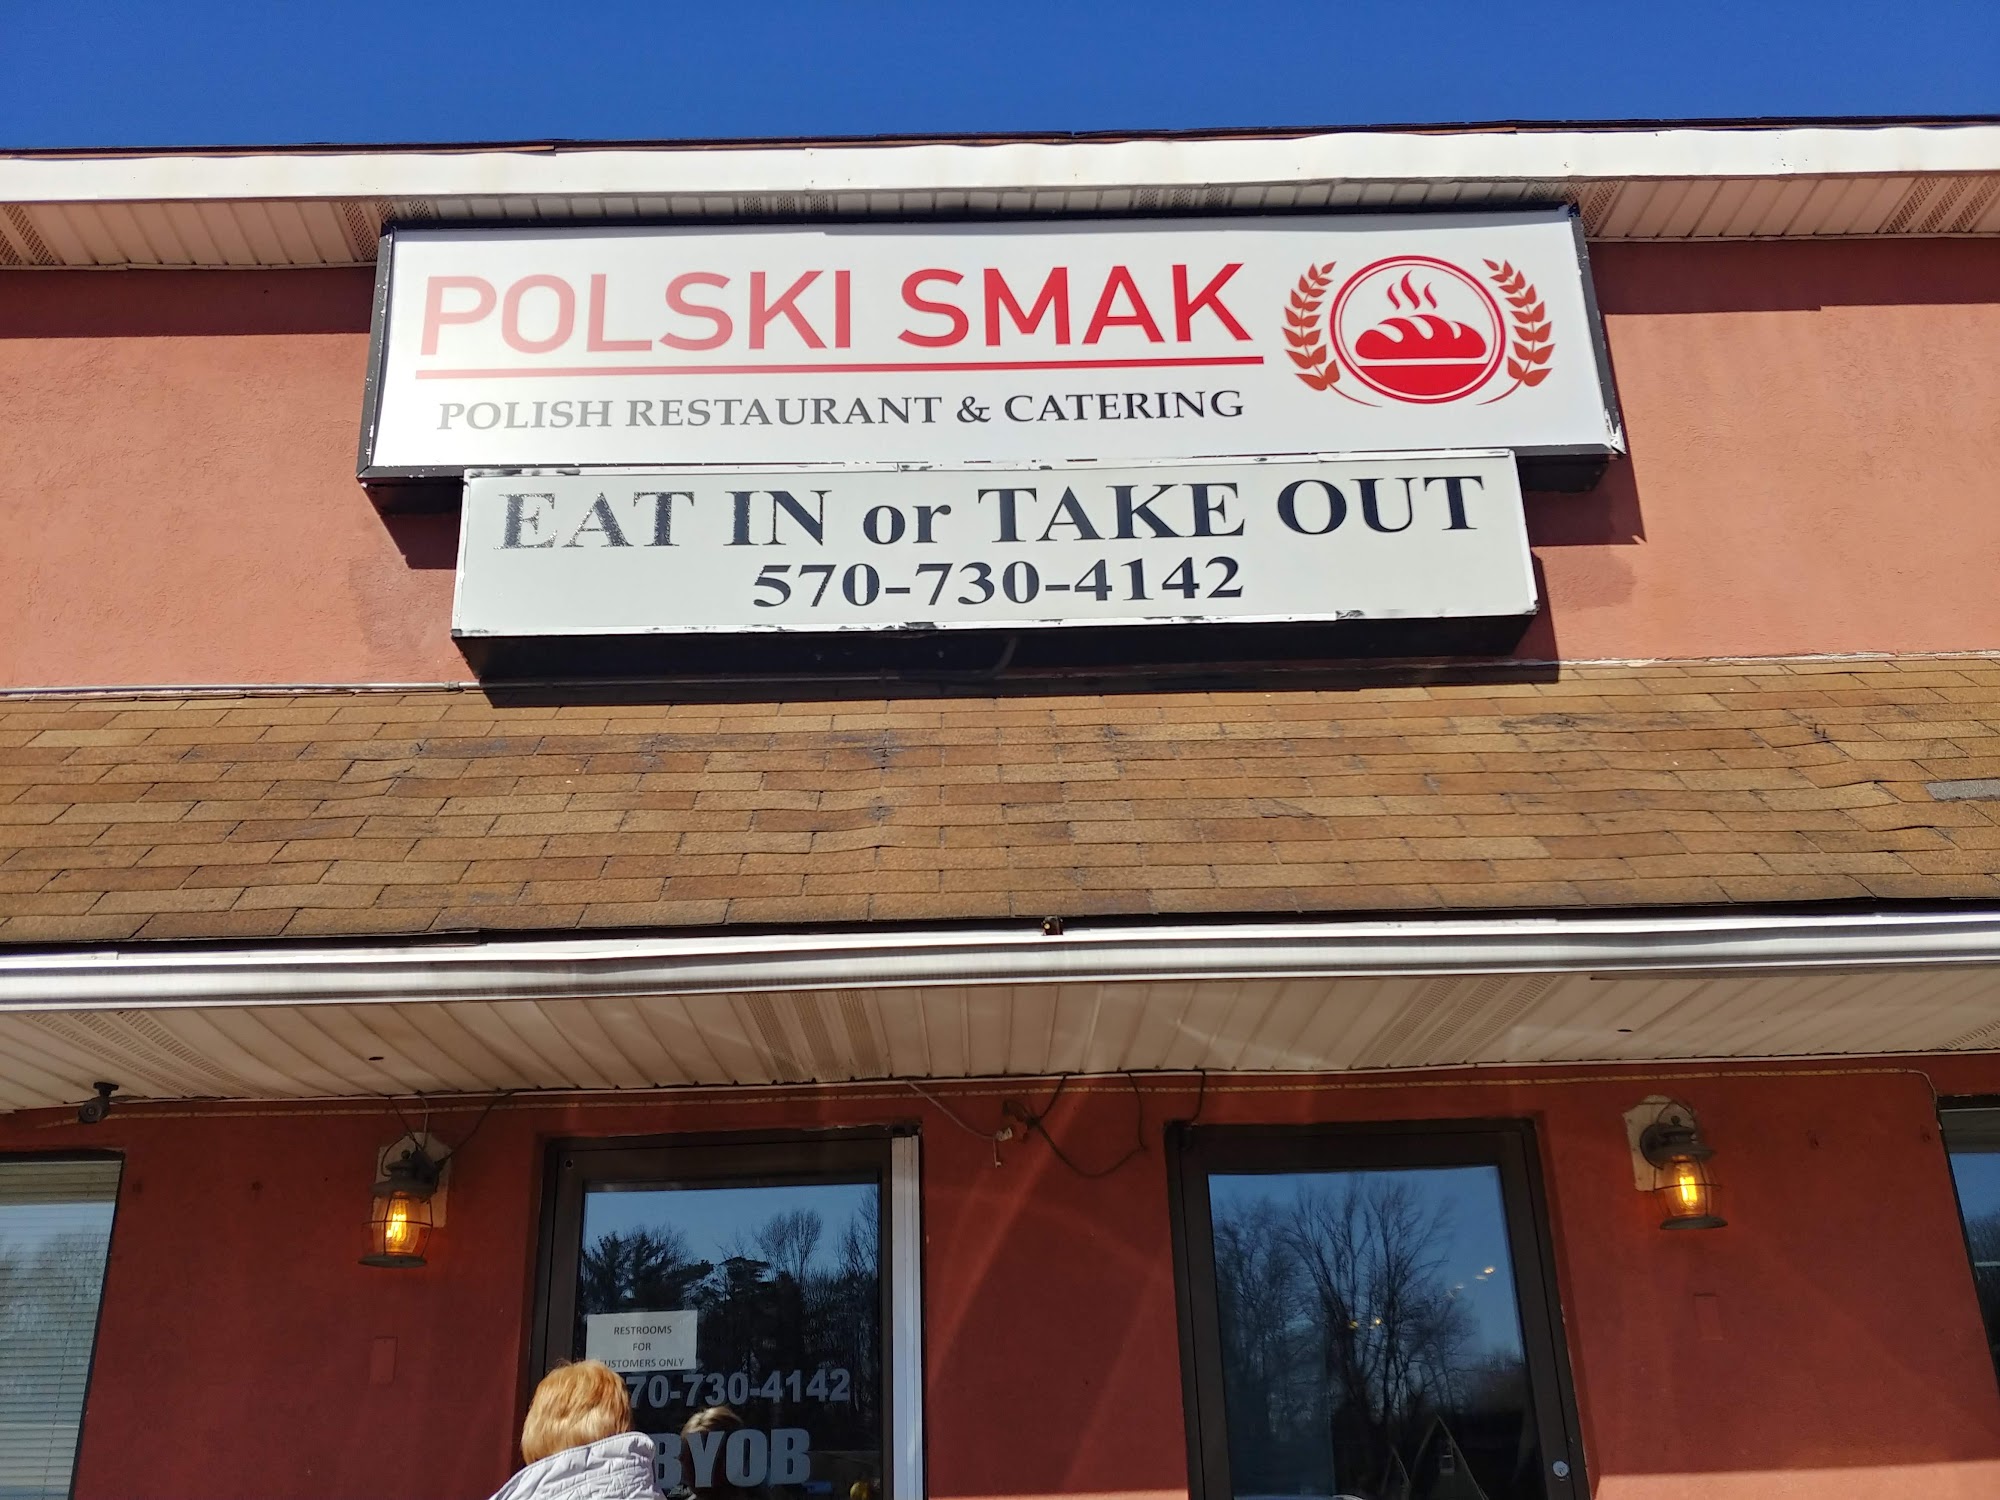 POLSKI SMAK
POLISH RESTAURANT & CATERING
EAT IN or TAKE OUT
570-730-4142
RESTROOMS
FOR
CUSTOMERS ONLY
70-730-4142
BYOB